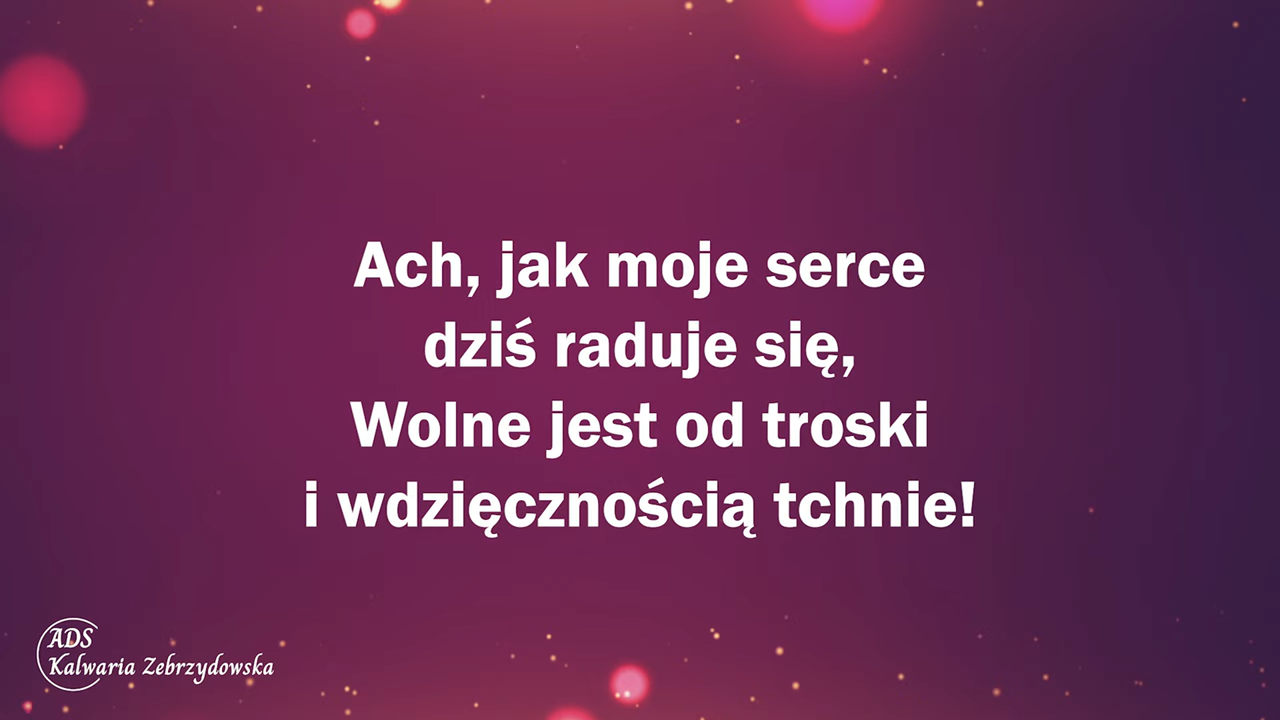 Ach, jak moje serce
dziś raduje się,
Wolne jest od troski
i wdzięcznością tchnie!
ADS
Kalwaria Zebrzydowska